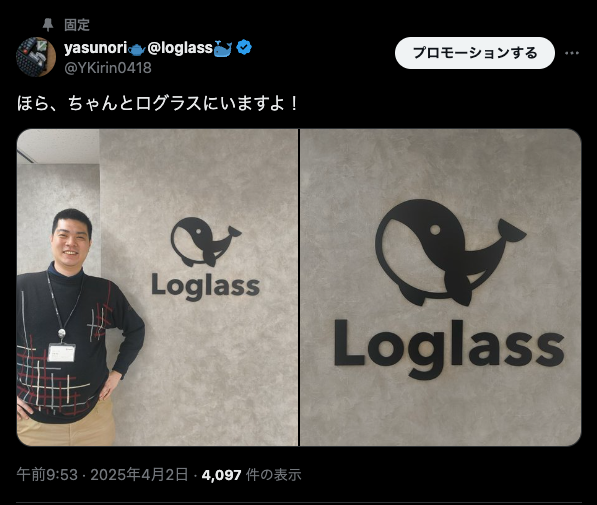 固定
yasunori🫖@loglass🐳
@YKirin0418
プロモーションする
ほら、ちゃんとログラスにいますよ！
Loglass
Loglass
午前9:53 · 2025年4月2日 · 4,097 件の表示